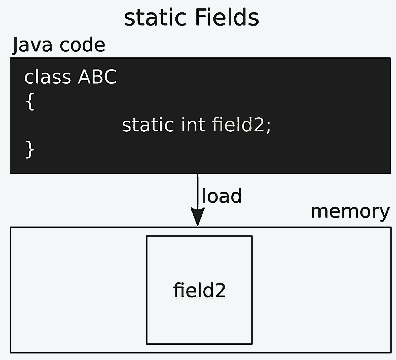 static Fields
Java code
class ABC
{
static int field2;
}
load
memory
field2